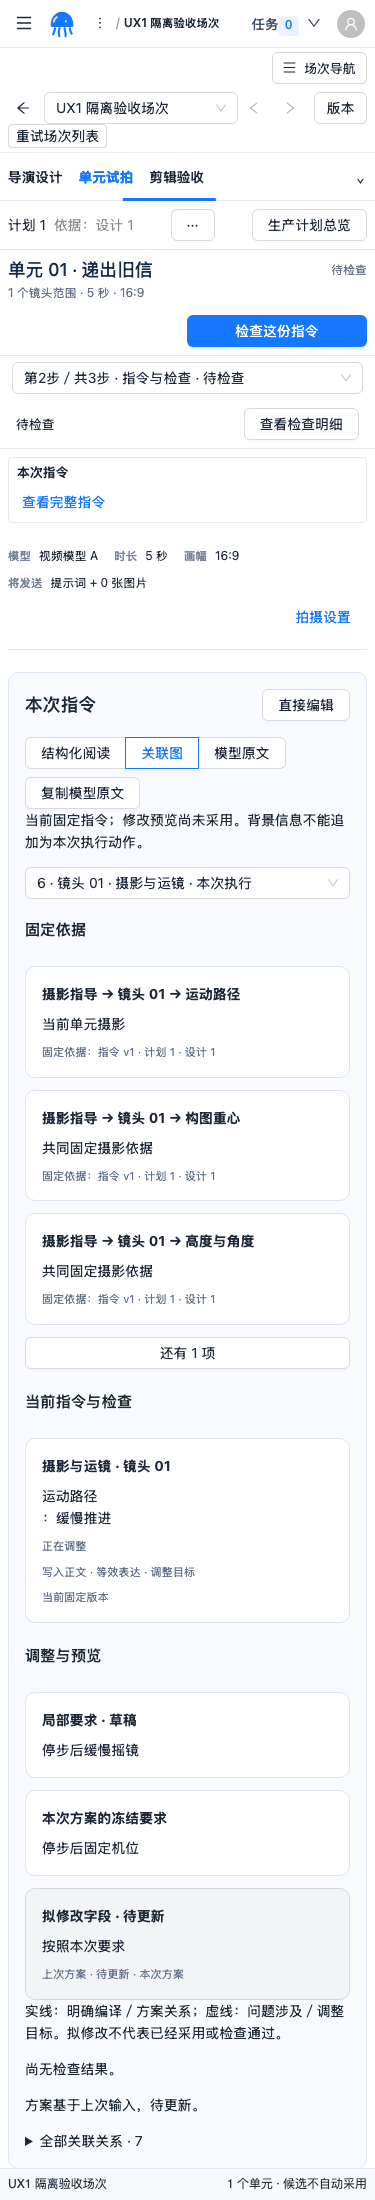 / UX1 隔离验收场次
任务 0
场次导航
UX1 隔离验收场次
版本
重试场次列表
导演设计 单元试拍 剪辑验收
计划 1 依据：设计 1
···
生产计划总览
单元 01 · 递出旧信
待检查
1 个镜头范围 · 5 秒 · 16:9
检查这份指令
第2步 / 共3步 · 指令与检查 · 待检查
待检查
查看检查明细
本次指令
查看完整指令
模型 视频模型 A 时长 5 秒 画幅 16:9
将发送 提示词 + 0 张图片
拍摄设置
本次指令
直接编辑
结构化阅读 关联图 模型原文
复制模型原文
当前固定指令；修改预览尚未采用。背景信息不能追
加为本次执行动作。
6 · 镜头 01 · 摄影与运镜 · 本次执行
固定依据
摄影指导 → 镜头 01 → 运动路径
当前单元摄影
固定依据：指令 v1 · 计划 1 · 设计 1
摄影指导 → 镜头 01 → 构图重心
共同固定摄影依据
固定依据：指令 v1 · 计划 1 · 设计 1
摄影指导 → 镜头 01 → 高度与角度
共同固定摄影依据
固定依据：指令 v1 · 计划 1 · 设计 1
还有 1 项
当前指令与检查
摄影与运镜 · 镜头 01
运动路径
：缓慢推进
正在调整
写入正文 · 等效表达 · 调整目标
当前固定版本
调整与预览
局部要求 · 草稿
停步后缓慢摇镜
本次方案的冻结要求
停步后固定机位
拟修改字段 · 待更新
按照本次要求
上次方案 · 待更新 · 本次方案
实线：明确编译 / 方案关系；虚线：问题涉及 / 调整
目标。拟修改不代表已经采用或检查通过。
尚无检查结果。
方案基于上次输入，待更新。
▶ 全部关联关系 · 7
UX1 隔离验收场次
1 个单元 · 候选不自动采用